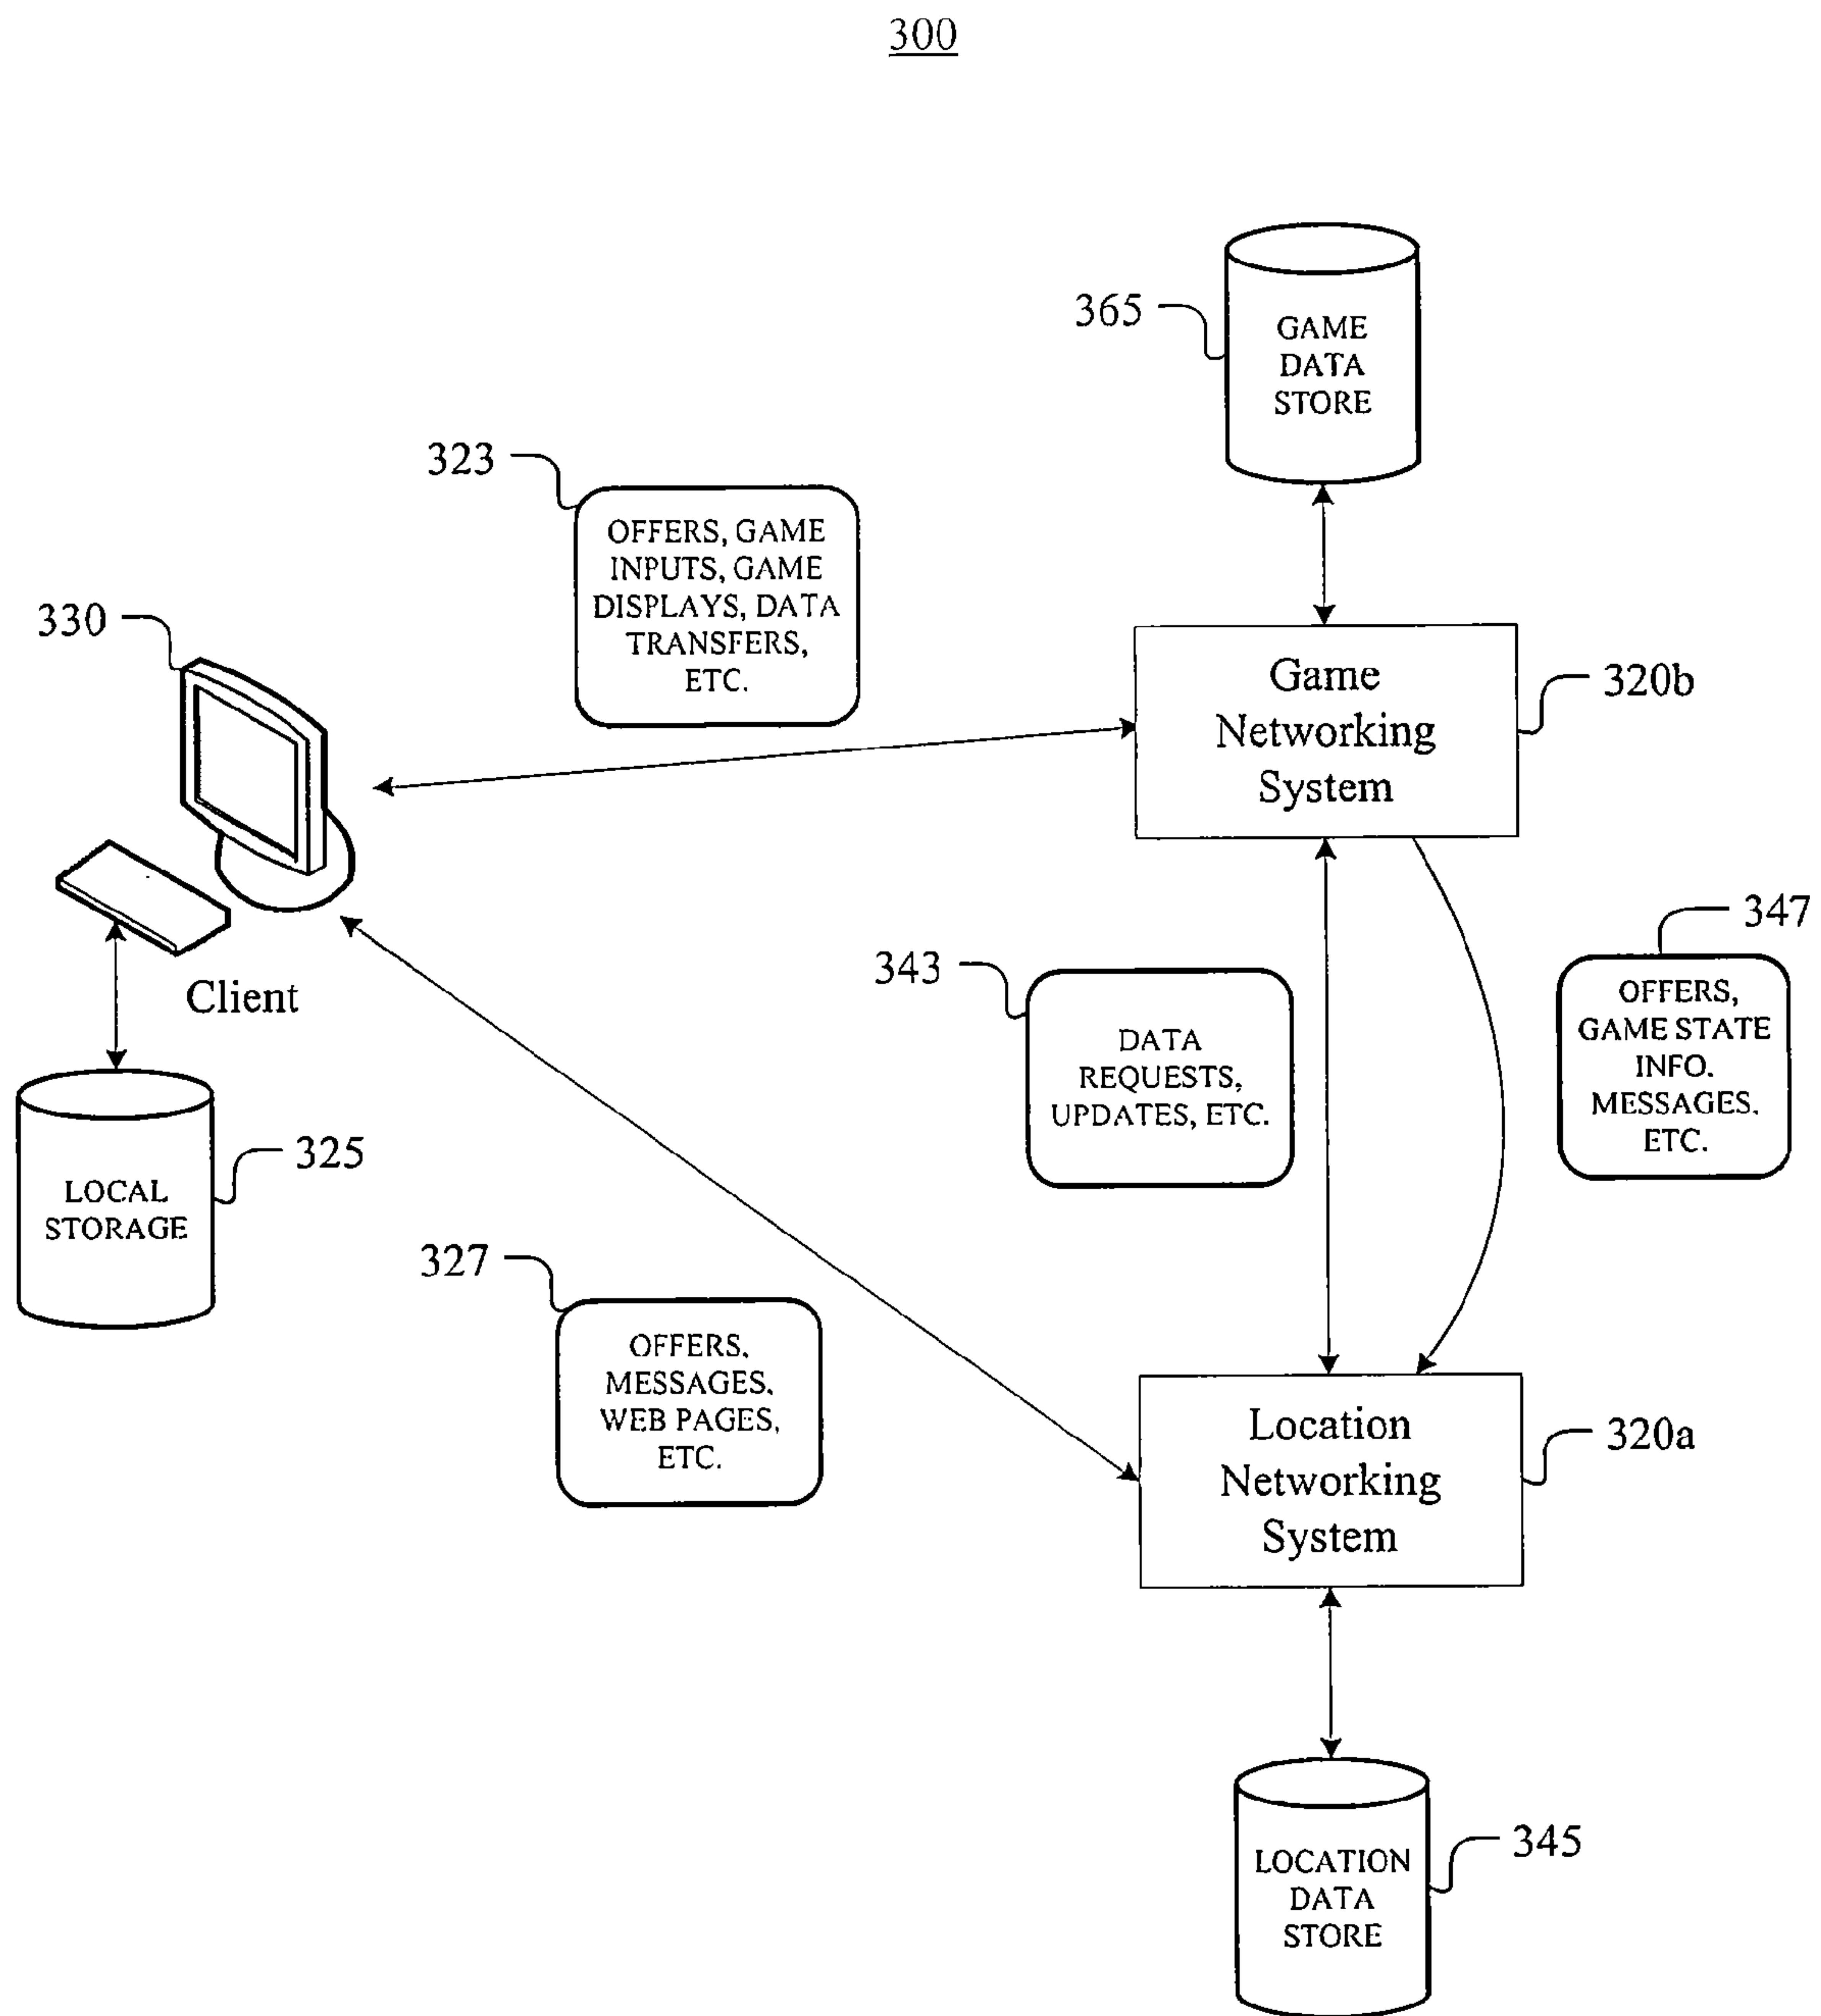 300
365
GAME
DATA
STORE
323
OFFERS, GAME
INPUTS, GAME
DISPLAYS, DATA
TRANSFERS,
ETC.
330
Game
Networking
System
320b
347
OFFERS,
GAME STATE
INFO.
MESSAGES,
ETC.
343
DATA
REQUESTS,
UPDATES, ETC.
Client
325
LOCAL
STORAGE
327
OFFERS,
MESSAGES,
WEB PAGES,
ETC.
Location
Networking
System
320a
345
LOCATION
DATA
STORE